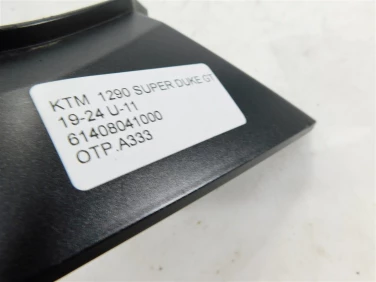 KTM 1290 SUPER DUKE GT
19-24 U-11
61408041000
OTP.A333